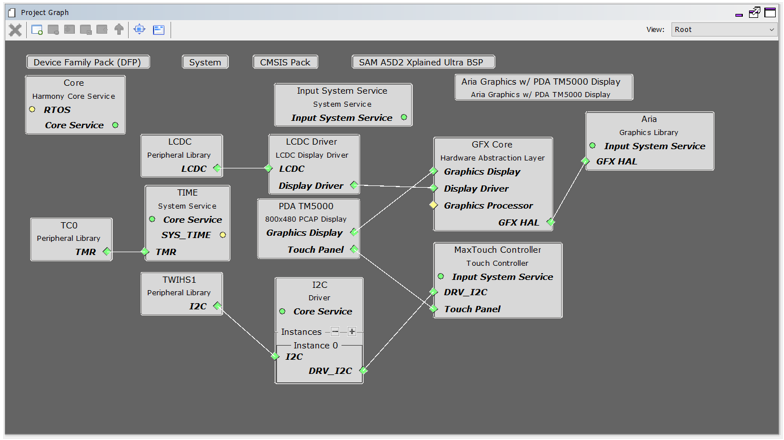 Project Graph
View: Root
Device Family Pack (DFP)
System
CMSIS Pack
SAM A5D2 Xplained Ultra BSP
Aria Graphics w/ PDA TM5000 Display
Aria Graphics w/ PDA TM5000 Display
Core
Harmony Core Service
RTOS
Core Service
Input System Service
System Service
Input System Service
Aria
Graphics Library
Input System Service
GFX HAL
LCDC
Peripheral Library
LCDC
LCDC Driver
LCDC Display Driver
LCDC
Display Driver
GFX Core
Hardware Abstraction Layer
Graphics Display
Display Driver
Graphics Processor
GFX HAL
TIME
System Service
Core Service
SYS_TIME
TMR
PDA TM5000
800x480 PCAP Display
Graphics Display
Touch Panel
TC0
Peripheral Library
TMR
MaxTouch Controller
Touch Controller
Input System Service
DRV_I2C
Touch Panel
TWIHS1
Peripheral Library
I2C
I2C
Driver
Core Service
Instances − +
Instance 0
I2C
DRV_I2C